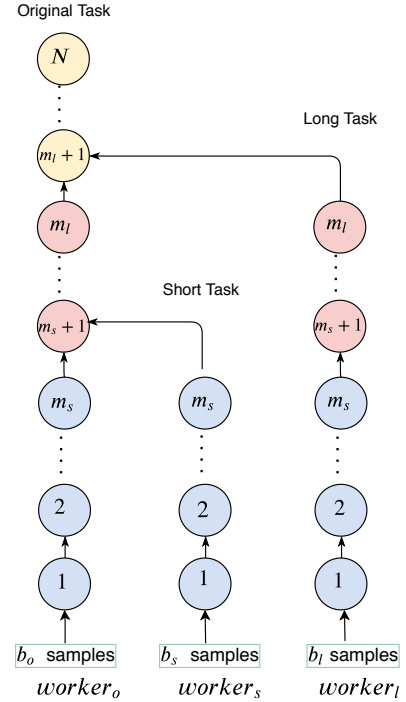 Original Task
N
m_l + 1
Long Task
m_l
m_l
Short Task
m_s + 1
m_s + 1
m_s
m_s
m_s
2
2
2
1
1
1
b_o samples
b_s samples
b_l samples
worker_o
worker_s
worker_l